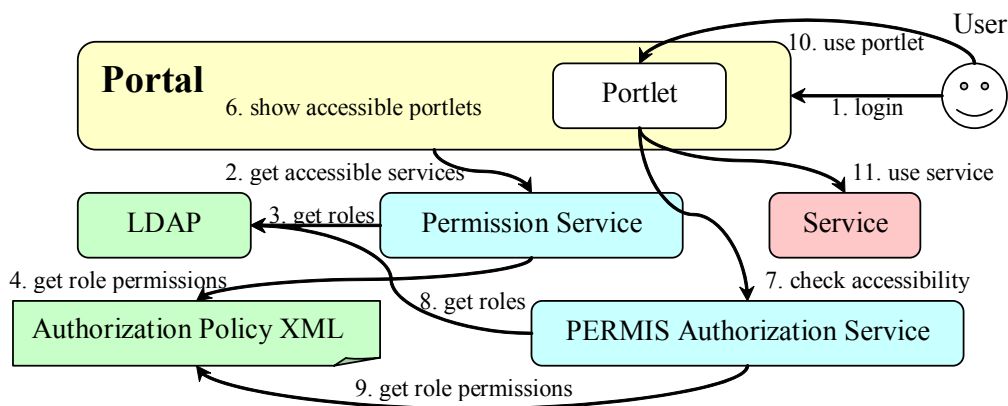 User
10. use portlet
Portal
Portlet
6. show accessible portlets
1. login
2. get accessible services
11. use service
LDAP
3. get roles
Permission Service
Service
4. get role permissions
7. check accessibility
8. get roles
Authorization Policy XML
PERMIS Authorization Service
9. get role permissions